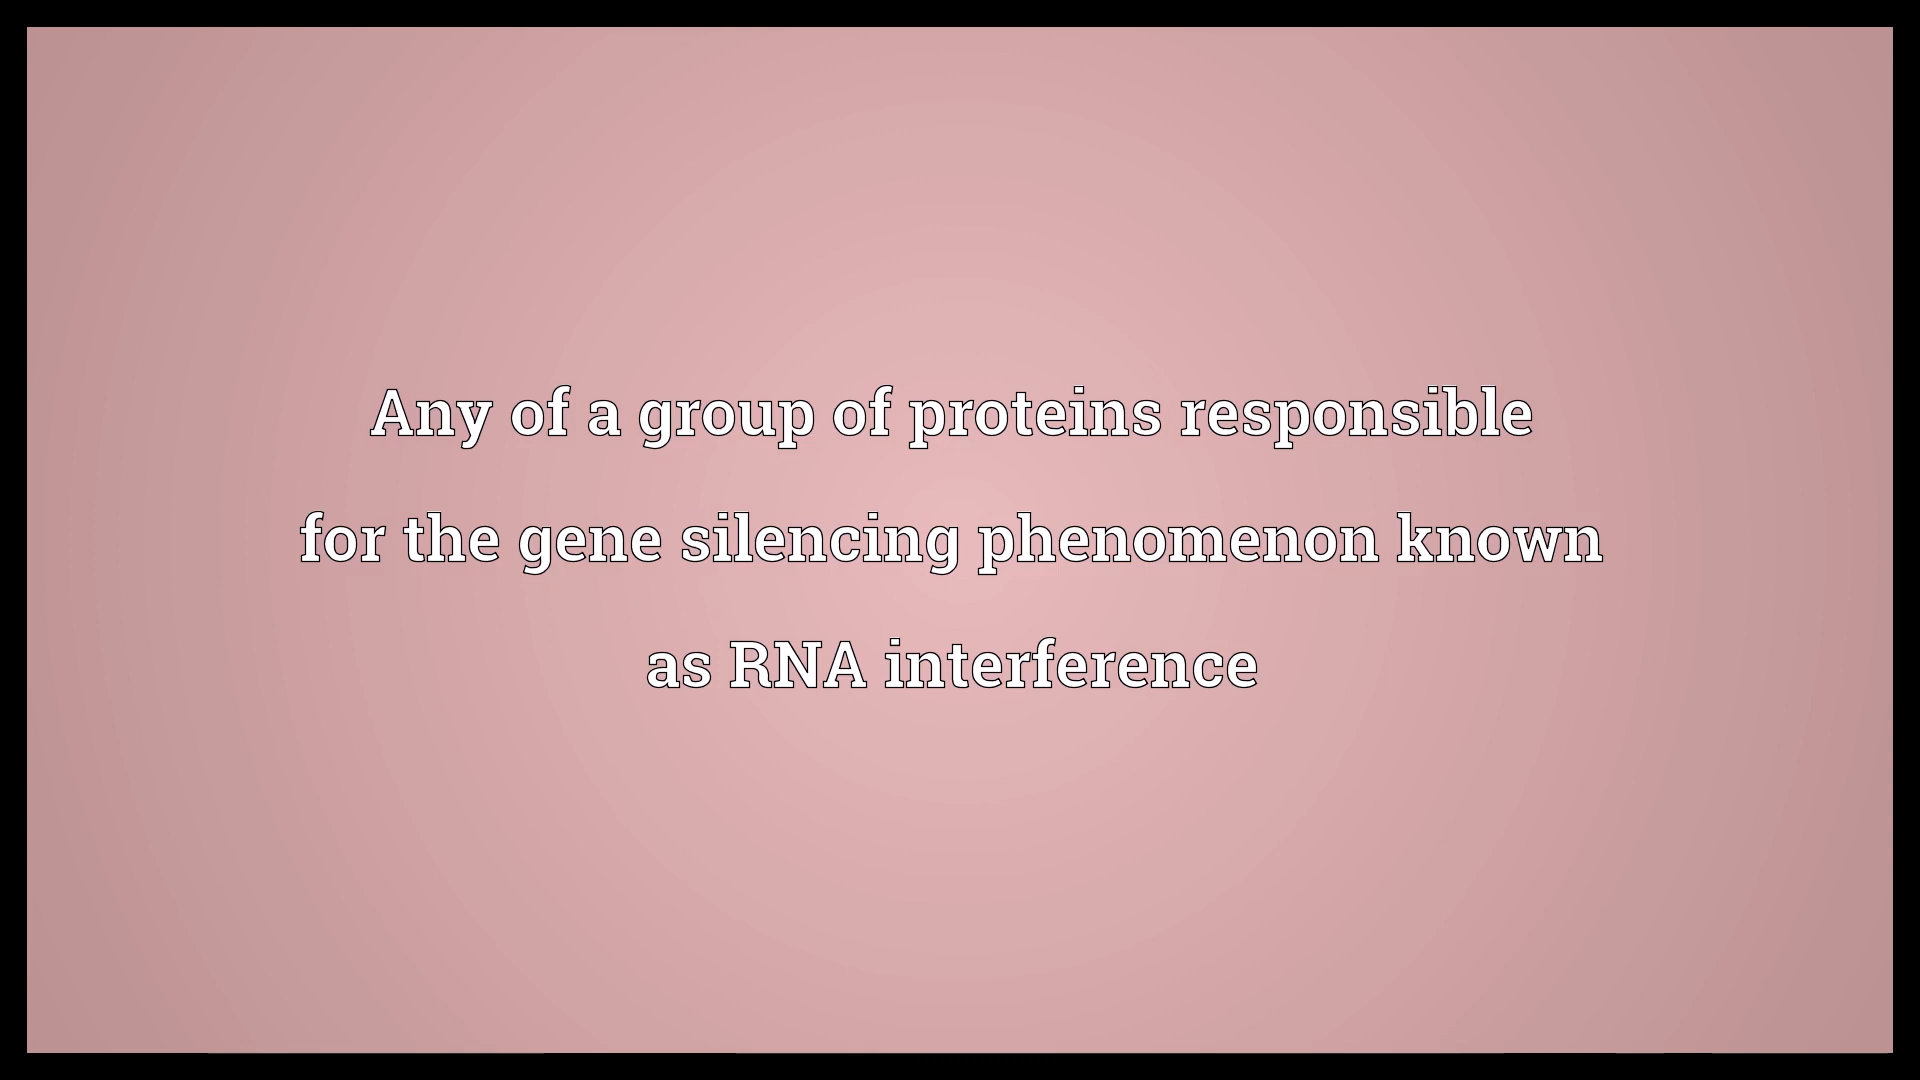 Any of a group of proteins responsible
for the gene silencing phenomenon known
as RNA interference